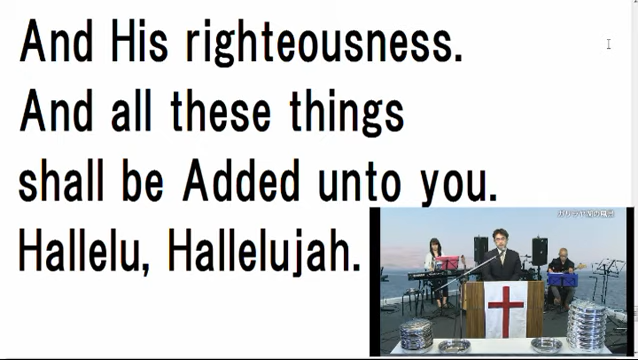 And His righteousness.
And all these things
shall be Added unto you.
Hallelu, Hallelujah.